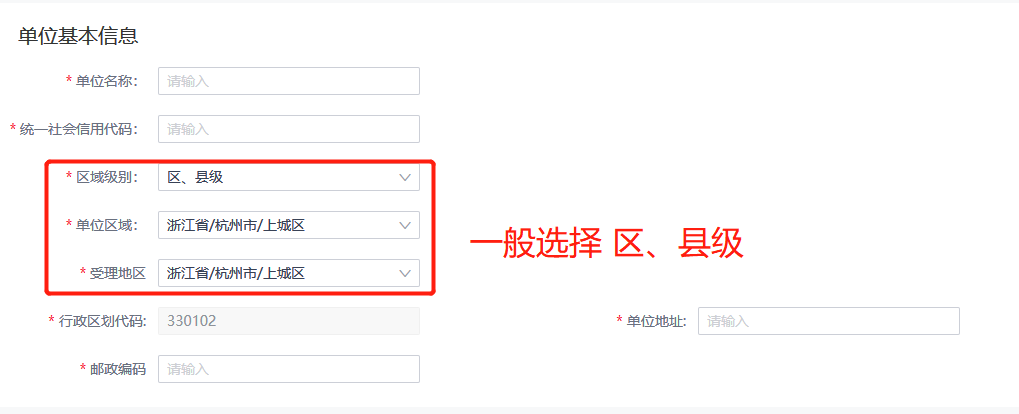 单位基本信息
* 单位名称： 请输入
* 统一社会信用代码： 请输入
* 区域级别： 区、县级
* 单位区域： 浙江省/杭州市/上城区
一般选择 区、县级
* 受理地区 浙江省/杭州市/上城区
* 行政区划代码: 330102 * 单位地址: 请输入
* 邮政编码 请输入